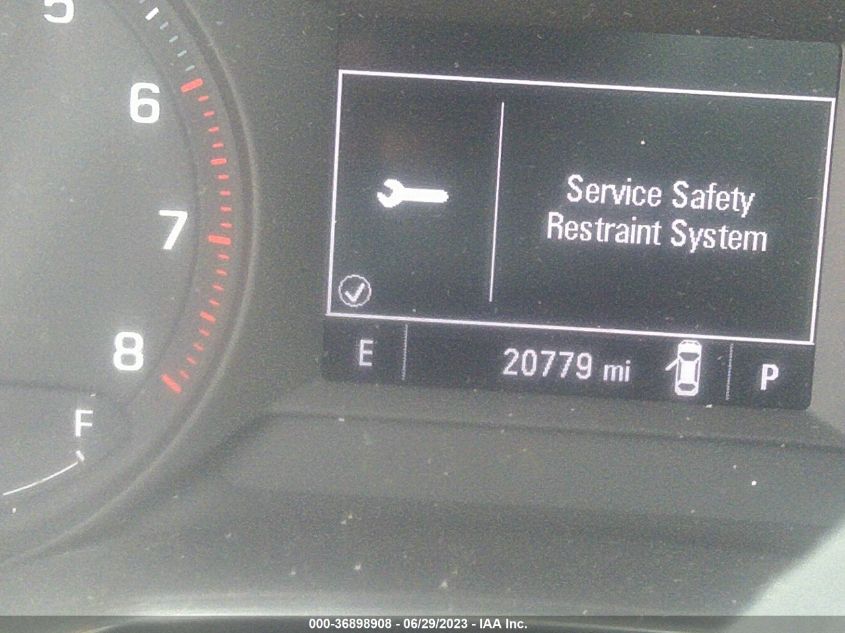 5
6
7
8
F
Service Safety
Restraint System
E
20779 mi
P
000-36898908 - 06/29/2023 - IAA Inc.